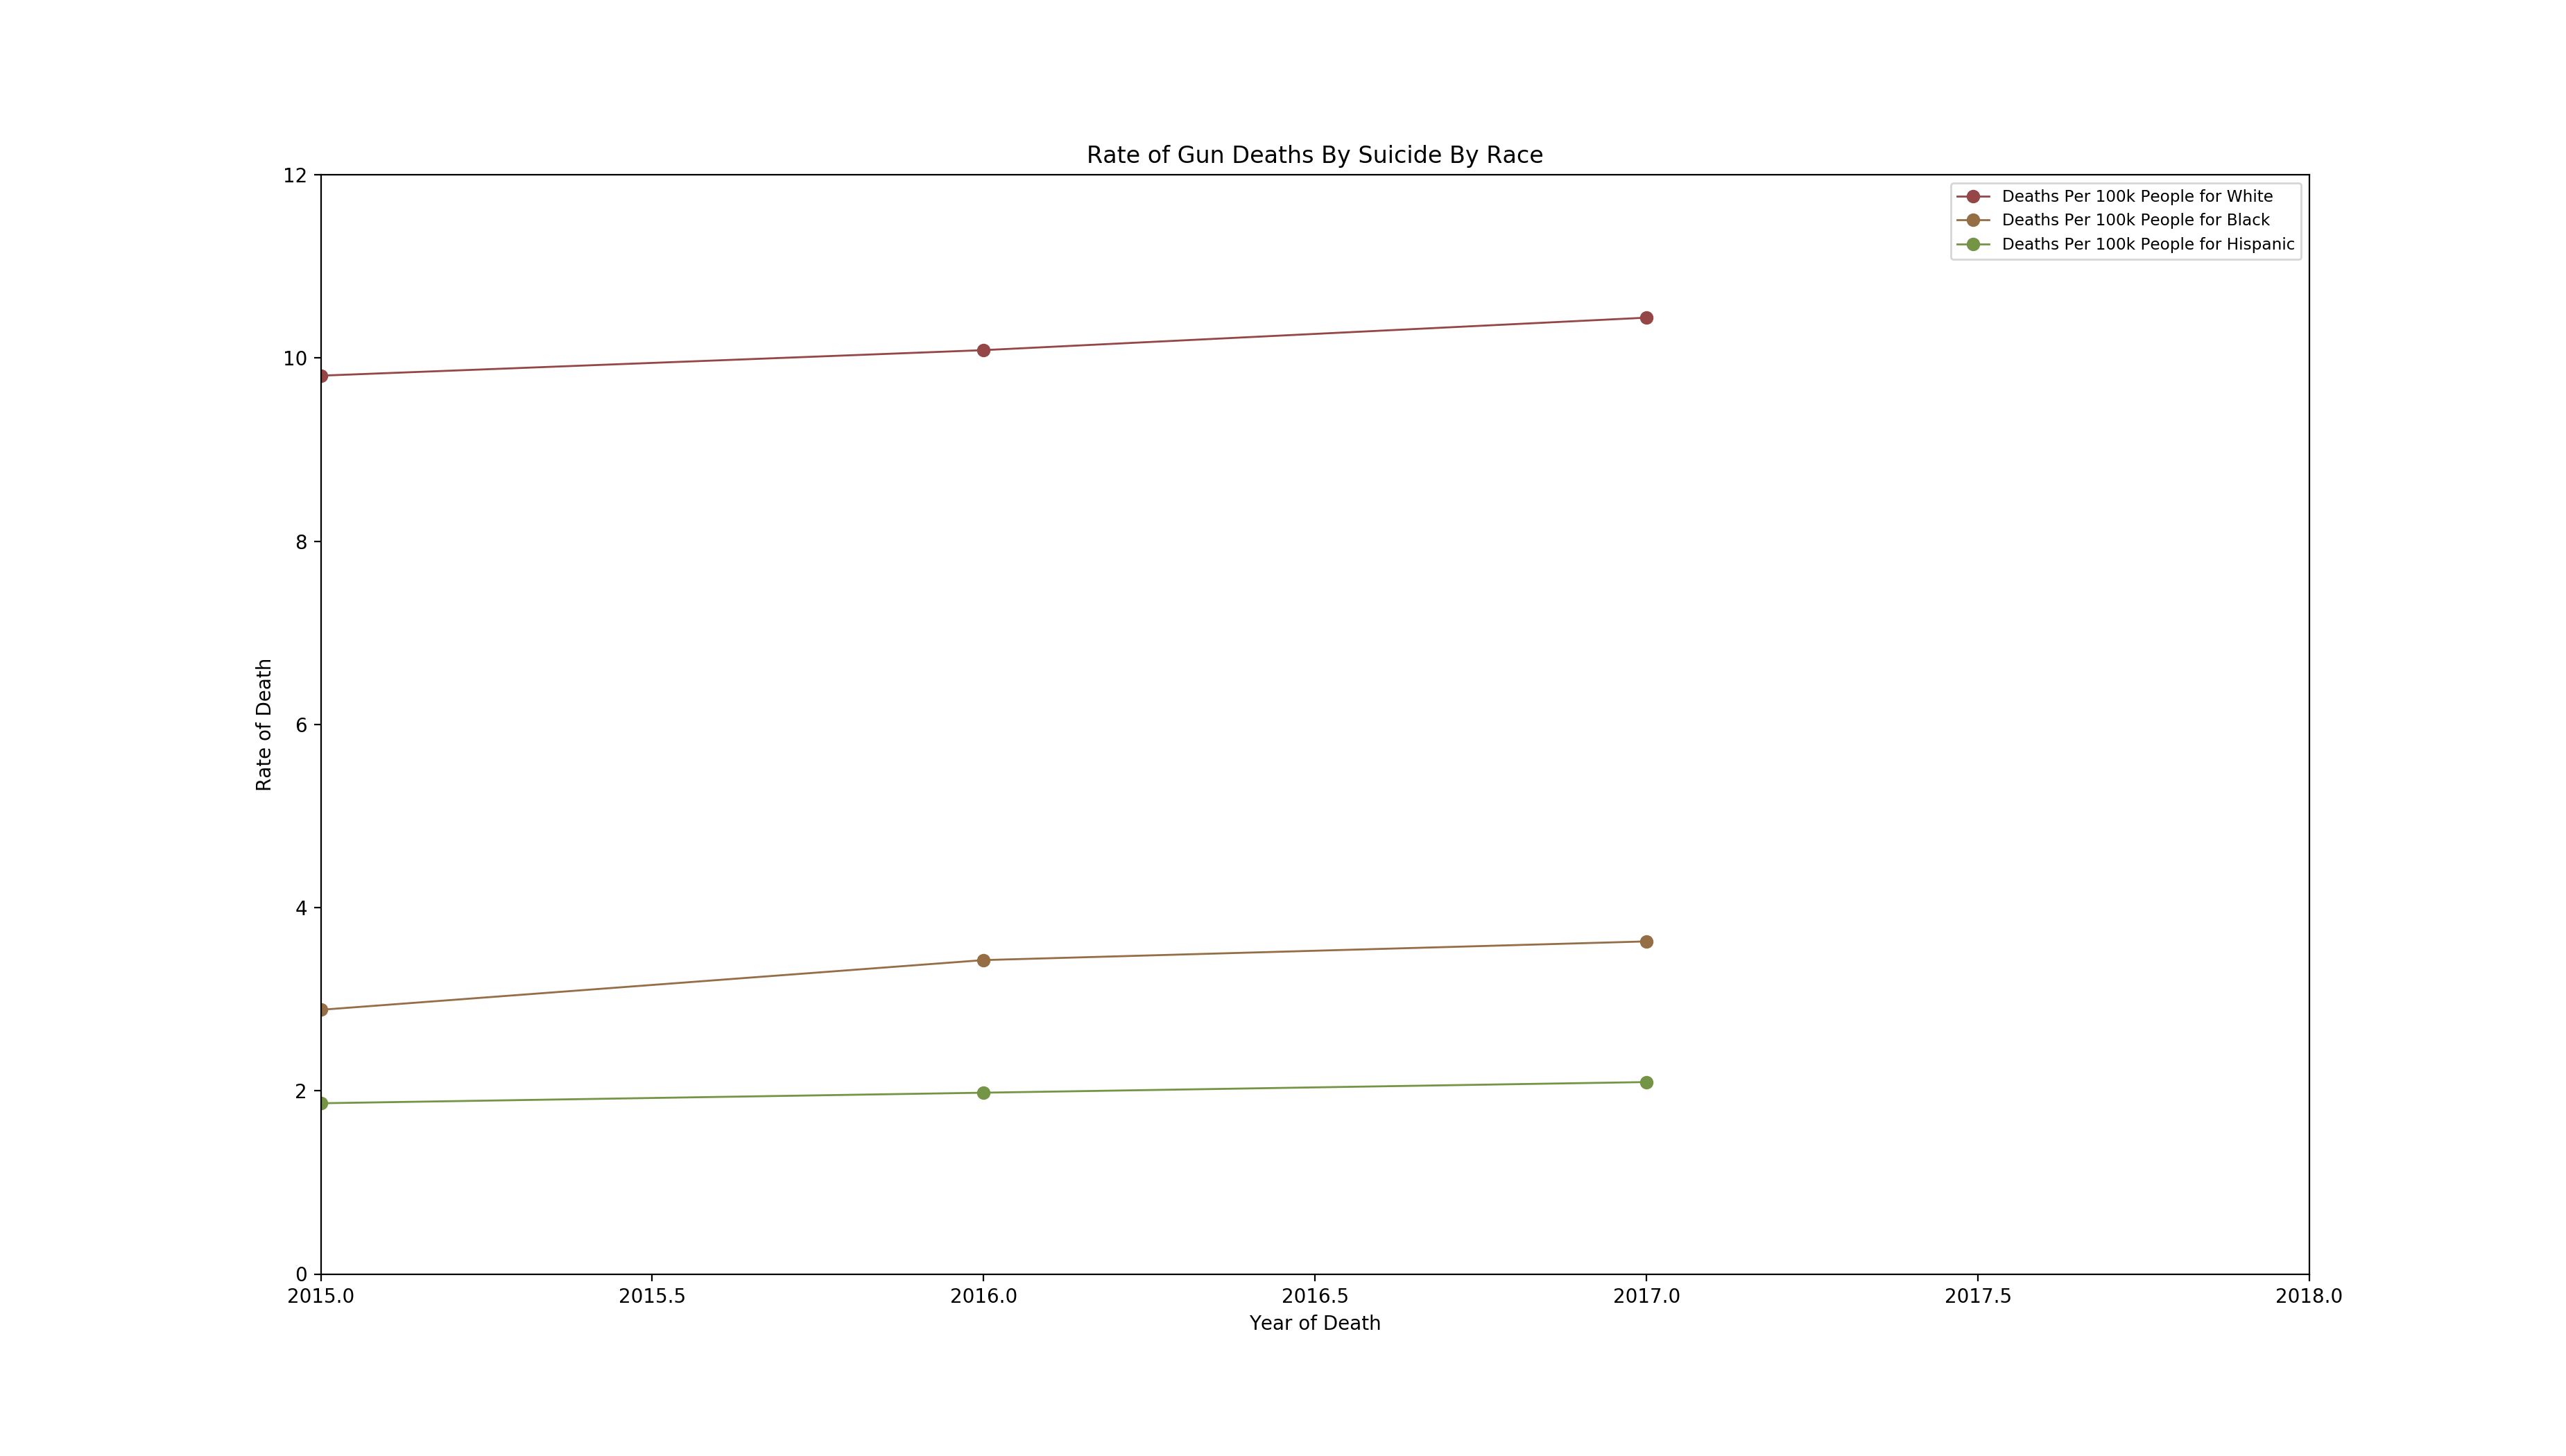 Rate of Gun Deaths By Suicide By Race
Deaths Per 100k People for White
Deaths Per 100k People for Black
Deaths Per 100k People for Hispanic
12
10
8
6
4
2
0
Rate of Death
2015.0 2015.5 2016.0 2016.5 2017.0 2017.5 2018.0
Year of Death